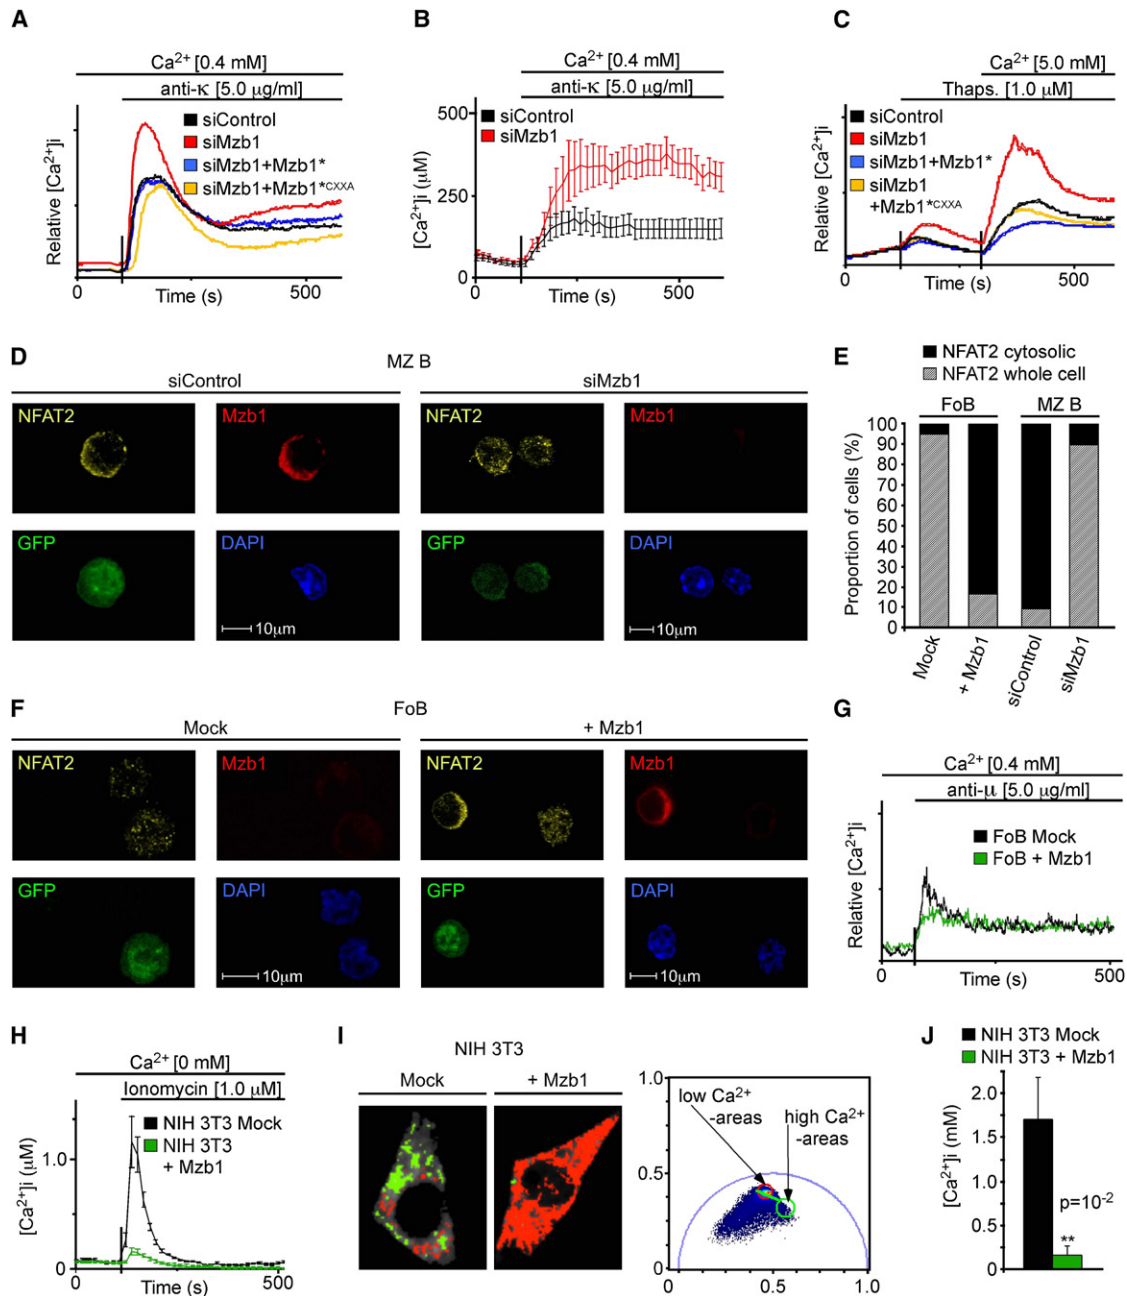 A
Ca2+ [0.4 mM]
anti-κ [5.0 μg/ml]
siControl
siMzb1
siMzb1+Mzb1*
siMzb1+Mzb1*CXXA
Relative [Ca2+]i
0
500
Time (s)
B
Ca2+ [0.4 mM]
anti-κ [5.0 μg/ml]
siControl
siMzb1
[Ca2+]i (μM)
500
250
0
0
500
Time (s)
C
Ca2+ [5.0 mM]
Thaps. [1.0 μM]
siControl
siMzb1
siMzb1+Mzb1*
siMzb1
+Mzb1*CXXA
Relative [Ca2+]i
0
500
Time (s)
D
MZ B
siControl
siMzb1
NFAT2
Mzb1
NFAT2
Mzb1
GFP
DAPI
GFP
DAPI
10μm
10μm
E
NFAT2 cytosolic
NFAT2 whole cell
FoB
MZ B
Proportion of cells (%)
100
90
80
70
60
50
40
30
20
10
0
Mock
+ Mzb1
siControl
siMzb1
F
FoB
Mock
+ Mzb1
NFAT2
Mzb1
NFAT2
Mzb1
GFP
DAPI
GFP
DAPI
10μm
10μm
G
Ca2+ [0.4 mM]
anti-μ [5.0 μg/ml]
FoB Mock
FoB + Mzb1
Relative [Ca2+]i
0
500
Time (s)
H
Ca2+ [0 mM]
Ionomycin [1.0 μM]
NIH 3T3 Mock
NIH 3T3
+ Mzb1
[Ca2+]i (μM)
1.0
0
0
500
Time (s)
I
NIH 3T3
Mock
+ Mzb1
1.0
0.5
0
0
0.5
1.0
low Ca2+
-areas
high Ca2+
-areas
J
NIH 3T3 Mock
NIH 3T3 + Mzb1
[Ca2+]i (mM)
2.0
1.5
1.0
0.5
0
p=10-2
**